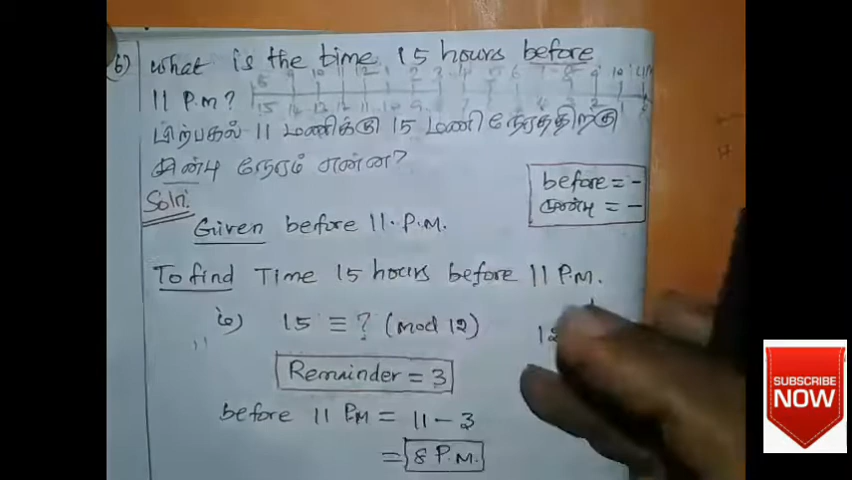 6) What is the time 15 hours before
11 P.m?
பிற்பகல் 11 மணிக்கு 15 மணி நேரத்திற்கு
முன்பு நேரம் என்ன?
Soln:
before = -
முன்பு = -
Given before 11. P.M.
To find Time 15 hours before 11 P.M.
15 ≡ ? (mod 12)
Remainder = 3
before 11 PM = 11 - 3
= 8 P.M.
SUBSCRIBE
NOW